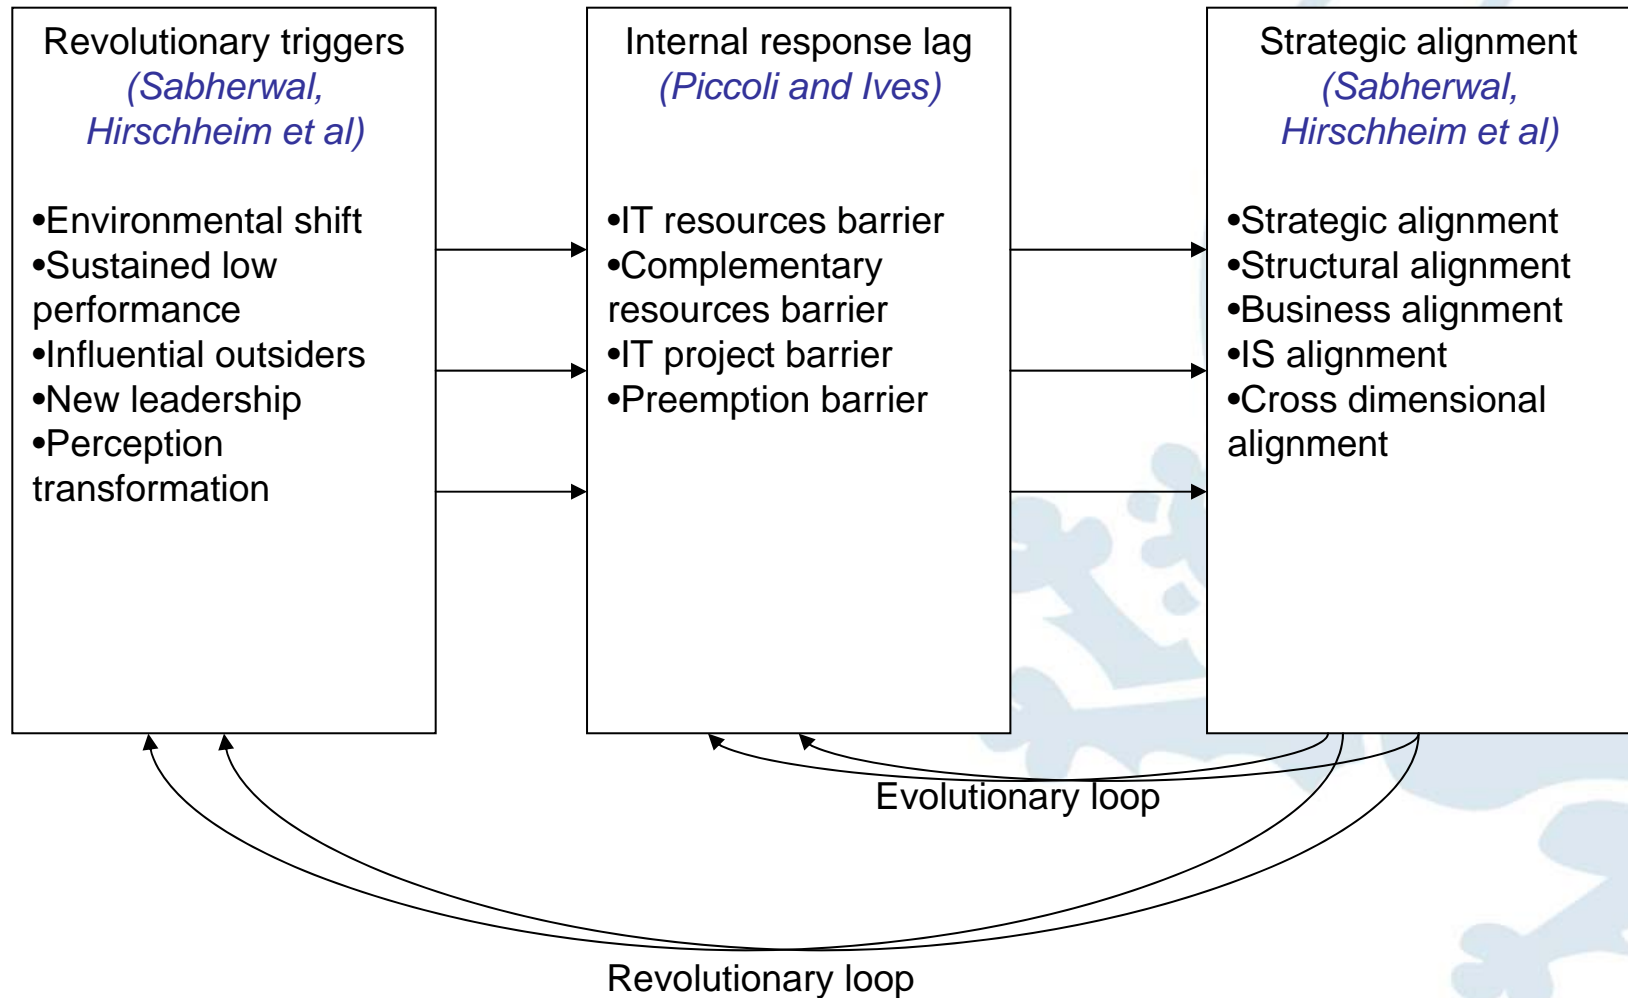 Revolutionary triggers
(Sabherwal,
Hirschheim et al)
•Environmental shift
•Sustained low
performance
•Influential outsiders
•New leadership
•Perception
transformation
Internal response lag
(Piccoli and Ives)
•IT resources barrier
•Complementary
resources barrier
•IT project barrier
•Preemption barrier
Strategic alignment
(Sabherwal,
Hirschheim et al)
•Strategic alignment
•Structural alignment
•Business alignment
•IS alignment
•Cross dimensional
alignment
Evolutionary loop
Revolutionary loop